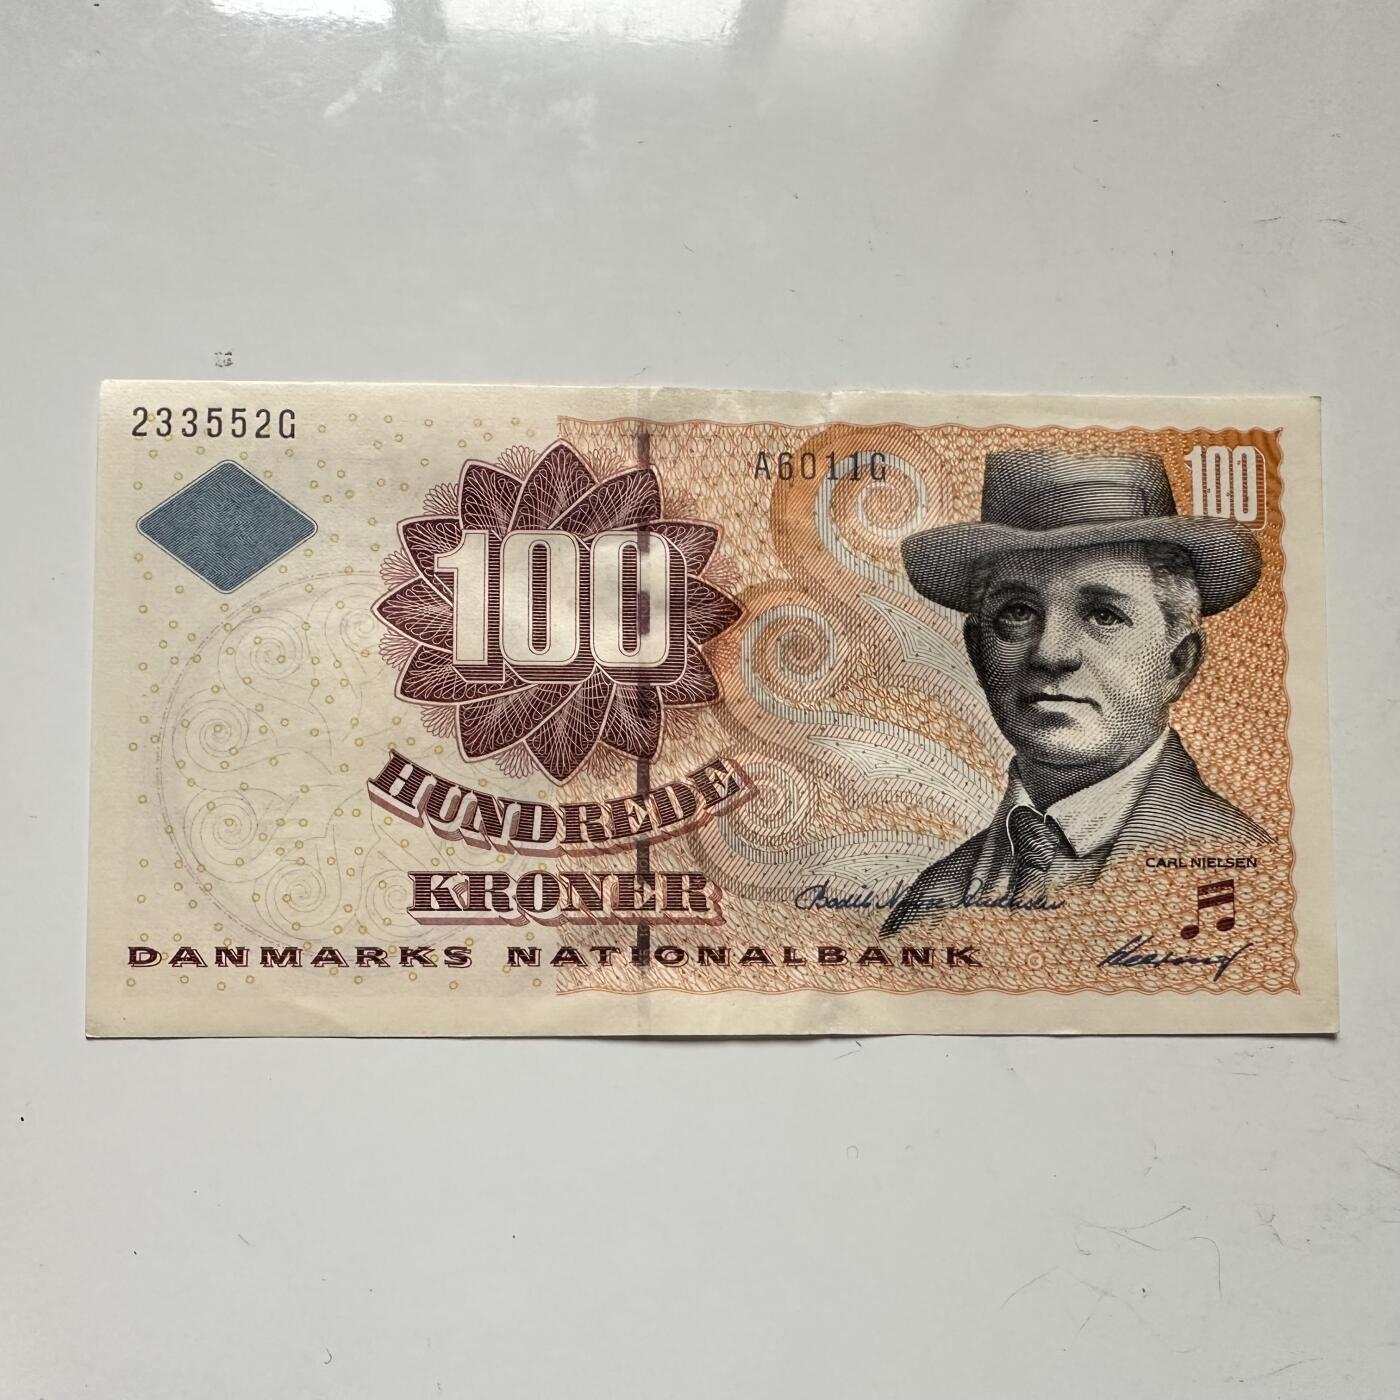 233552G
A6011G
100
100
HUNDREDE
KRONER
CARL NIELSEN
DANMARKS NATIONALBANK